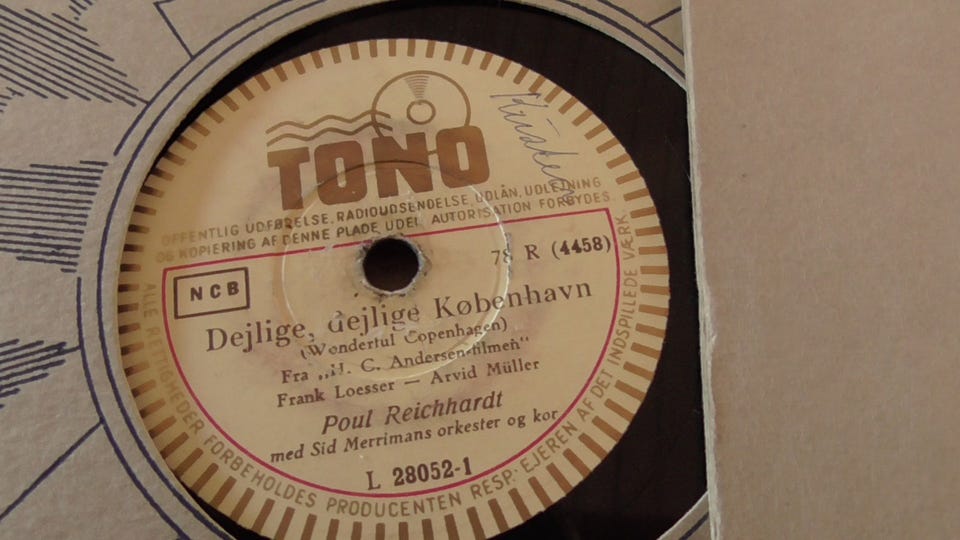 TONO
OFFENTLIG UDFØRELSE, RADIOUDSENDELSE, UDLÅN, UDLEJNING
OG KOPIERING AF DENNE PLADE UDEN AUTORISATION FORBYDES
78 R (4458)
NCB
Dejlige, dejlige København
(Wonderful Copenhagen)
Fra „H. C. Andersen-filmen“
Frank Loesser — Arvid Müller
Poul Reichhardt
med Sid Merrimans orkester og kor
L 28052-1
ALLE RETTIGHEDER FORBEHOLDES PRODUCENTEN RESP. EJEREN AF DET INDSPILLEDE VÆRK.